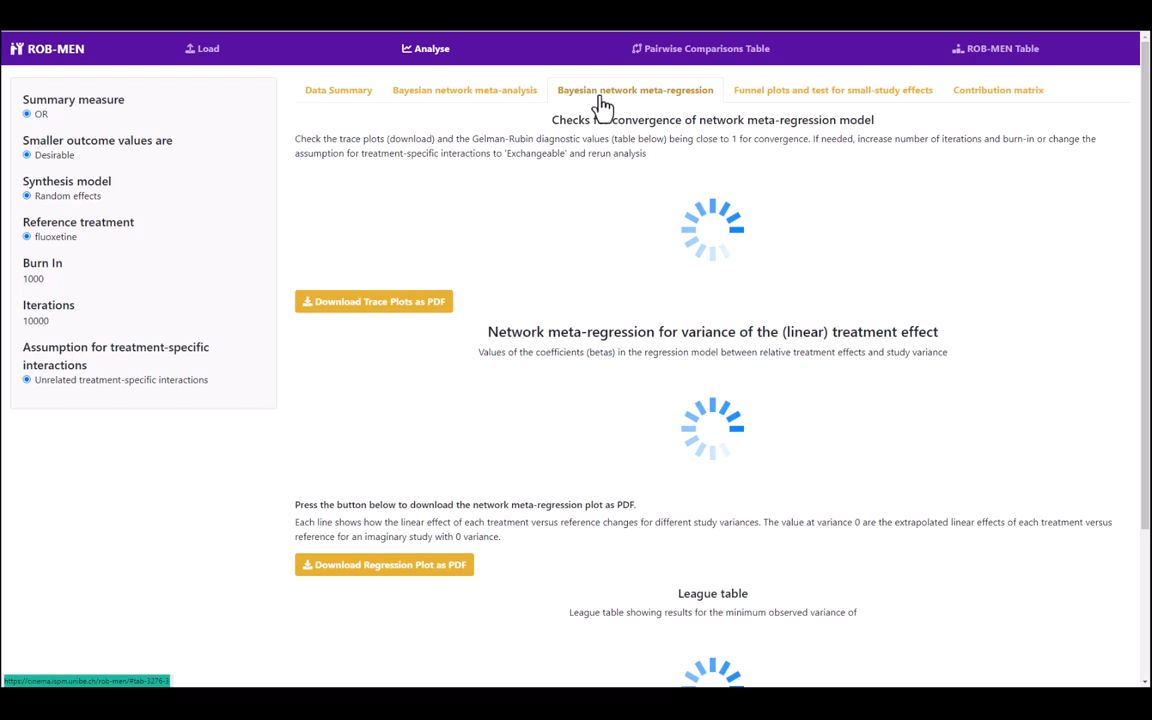 ROB-MEN
Load
Analyse
Pairwise Comparisons Table
ROB-MEN Table
Summary measure
OR
Smaller outcome values are
Desirable
Synthesis model
Random effects
Reference treatment
fluoxetine
Burn In
1000
Iterations
10000
Assumption for treatment-specific
interactions
Unrelated treatment-specific interactions
Data Summary
Bayesian network meta-analysis
Bayesian network meta-regression
Funnel plots and test for small-study effects
Contribution matrix
Checks convergence of network meta-regression model
Check the trace plots (download) and the Gelman-Rubin diagnostic values (table below) being close to 1 for convergence. If needed, increase number of iterations and burn-in or change the
assumption for treatment-specific interactions to 'Exchangeable' and rerun analysis
Download Trace Plots as PDF
Network meta-regression for variance of the (linear) treatment effect
Values of the coefficients (betas) in the regression model between relative treatment effects and study variance
Press the button below to download the network meta-regression plot as PDF.
Each line shows how the linear effect of each treatment versus reference changes for different study variances. The value at variance 0 are the extrapolated linear effects of each treatment versus
reference for an imaginary study with 0 variance.
Download Regression Plot as PDF
League table
League table showing results for the minimum observed variance of
https://cinema.ispm.unibe.ch/rob-men/#tab-3276-3